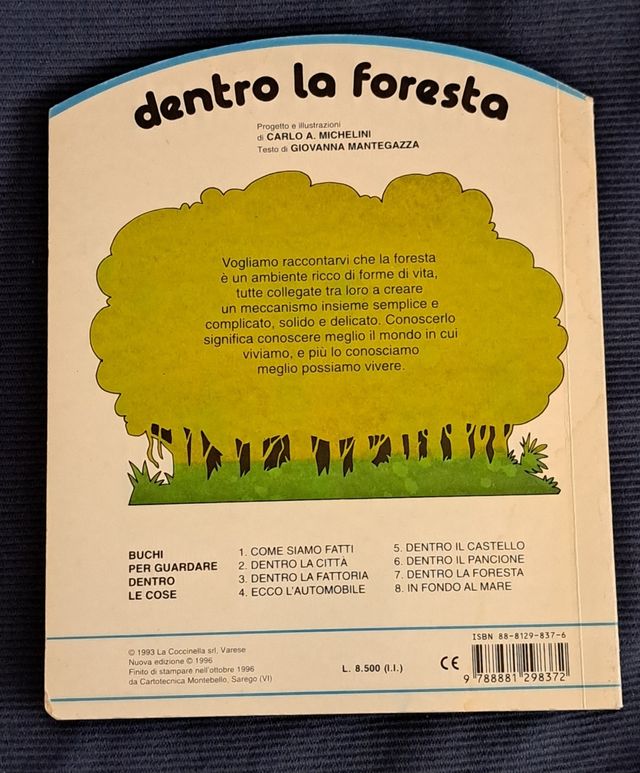 dentro la foresta
Progetto e illustrazioni
di CARLO A. MICHELINI
Testo di GIOVANNA MANTEGAZZA
Vogliamo raccontarvi che la foresta
è un ambiente ricco di forme di vita,
tutte collegate tra loro a creare
un meccanismo insieme semplice e
complicato, solido e delicato. Conoscerlo
significa conoscere meglio il mondo in cui
viviamo, e più lo conosciamo
meglio possiamo vivere.
BUCHI
PER GUARDARE
DENTRO
LE COSE
1. COME SIAMO FATTI
2. DENTRO LA CITTÀ
3. DENTRO LA FATTORIA
4. ECCO L'AUTOMOBILE
5. DENTRO IL CASTELLO
6. DENTRO IL PANCIONE
7. DENTRO LA FORESTA
8. IN FONDO AL MARE
© 1993 La Coccinella srl, Varese
Nuova edizione © 1996
Finito di stampare nell'ottobre 1996
da Cartotecnica Montebello, Sarego (VI)
L. 8.500 (I.I.)
CE
ISBN 88-8129-837-6
9 788881 298372